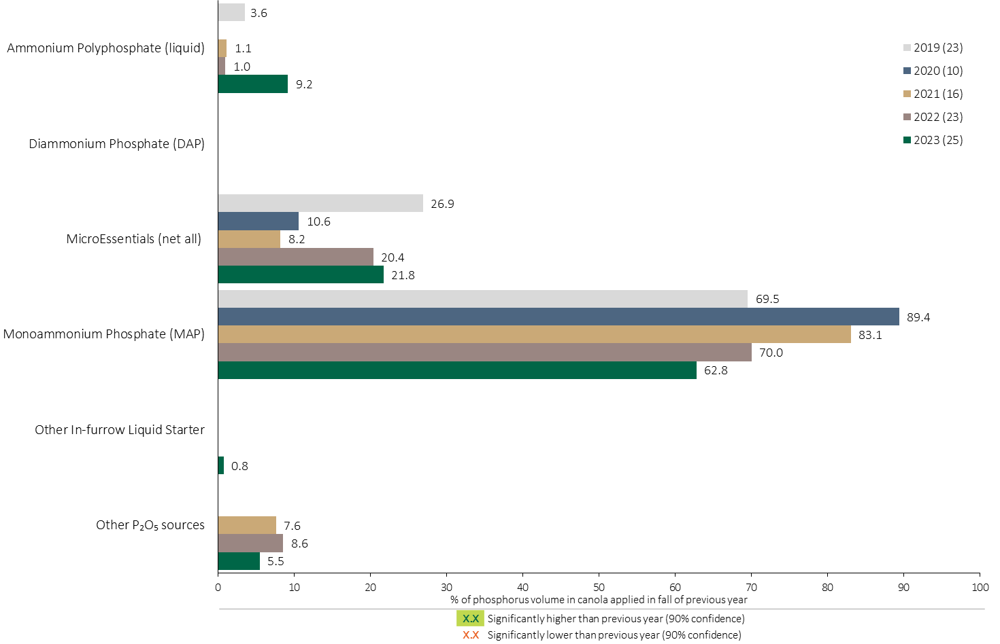 3.6
Ammonium Polyphosphate (liquid)
1.1
1.0
9.2
2019 (23)
2020 (10)
2021 (16)
2022 (23)
2023 (25)
Diammonium Phosphate (DAP)
26.9
10.6
MicroEssentials (net all)
8.2
20.4
21.8
69.5
89.4
Monoammonium Phosphate (MAP)
83.1
70.0
62.8
Other In-furrow Liquid Starter
0.8
Other P₂O₅ sources
7.6
8.6
5.5
0 10 20 30 40 50 60 70 80 90 100
% of phosphorus volume in canola applied in fall of previous year
X.X Significantly higher than previous year (90% confidence)
X.X Significantly lower than previous year (90% confidence)